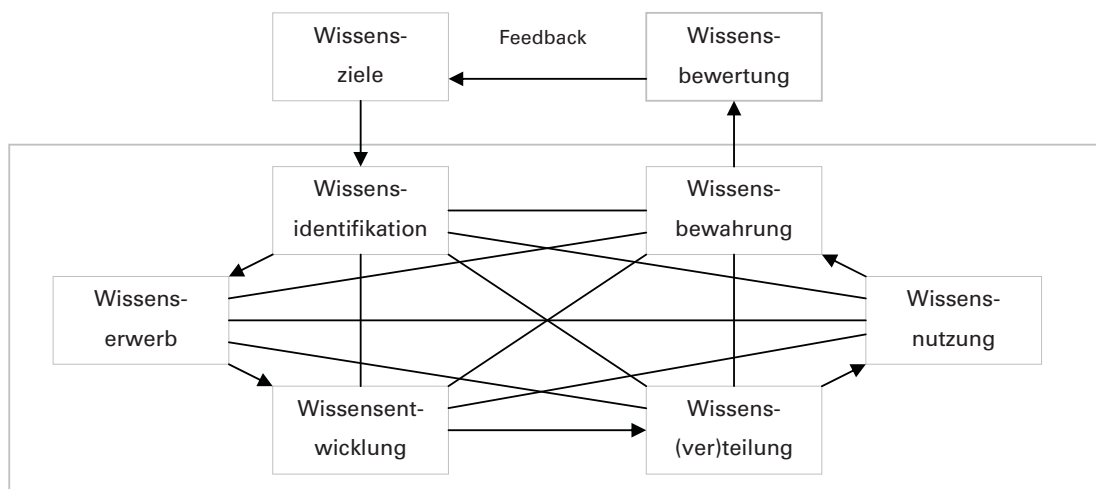 Wissens-
ziele
Feedback
Wissens-
bewertung
Wissens-
identifikation
Wissens-
bewahrung
Wissens-
erwerb
Wissens-
nutzung
Wissensent-
wicklung
Wissens-
(ver)teilung